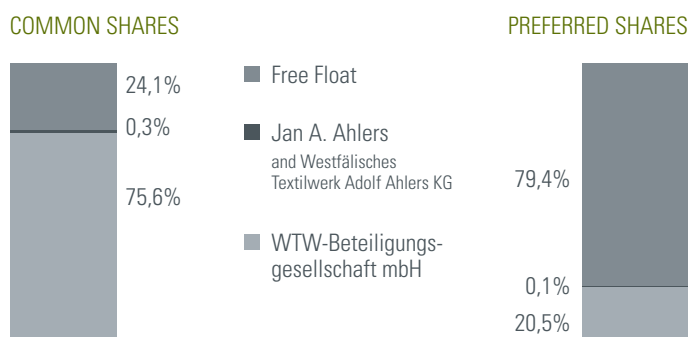 COMMON SHARES
24,1%
0,3%
75,6%
Free Float
Jan A. Ahlers
and Westfälisches
Textilwerk Adolf Ahlers KG
WTW-Beteiligungs-
gesellschaft mbH
PREFERRED SHARES
79,4%
0,1%
20,5%